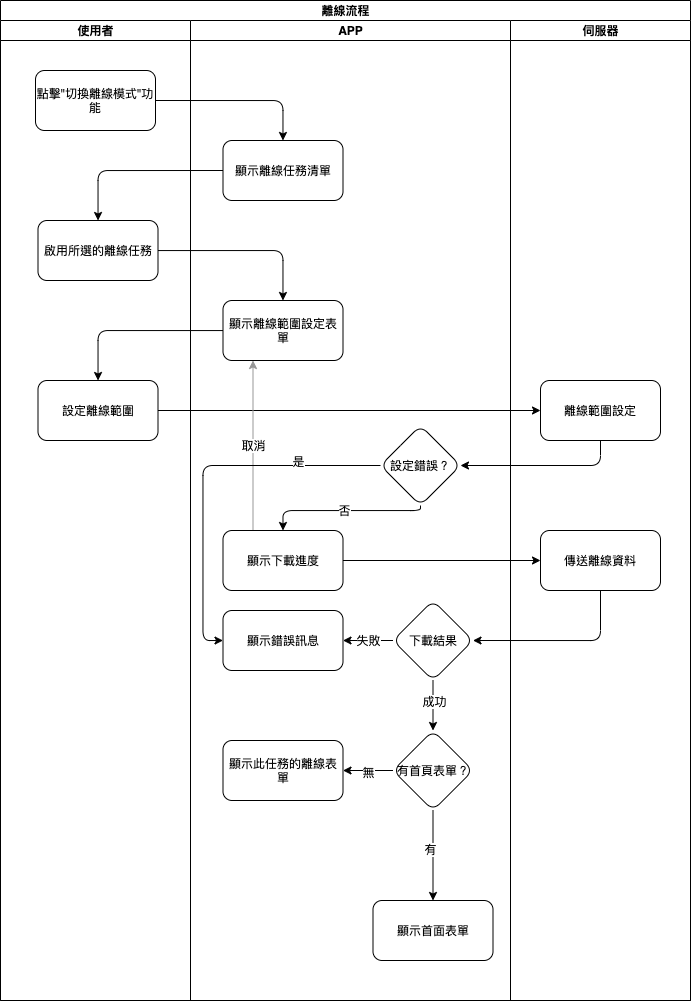 離線流程
使用者
APP
伺服器
點擊"切換離線模式"功
能
顯示離線任務清單
啟用所選的離線任務
顯示離線範圍設定表
單
設定離線範圍
離線範圍設定
取消
是
設定錯誤？
否
顯示下載進度
傳送離線資料
顯示錯誤訊息
失敗
下載結果
成功
顯示此任務的離線表
單
無
有首頁表單？
有
顯示首面表單